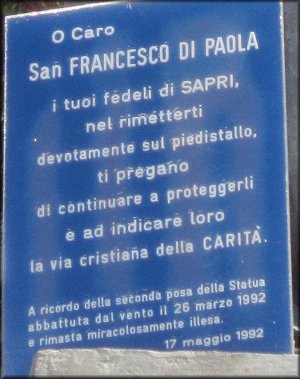 O Caro
San FRANCESCO DI PAOLA
i tuoi fedeli di SAPRI,
nel rimetterti
devotamente sul piedistallo,
ti pregano
di continuare a proteggerli
e ad indicare loro
la via cristiana della CARITÀ.
A ricordo della seconda posa della Statua
abbattuta dal vento il 26 marzo 1992
e rimasta miracolosamente illesa.
17 maggio 1992